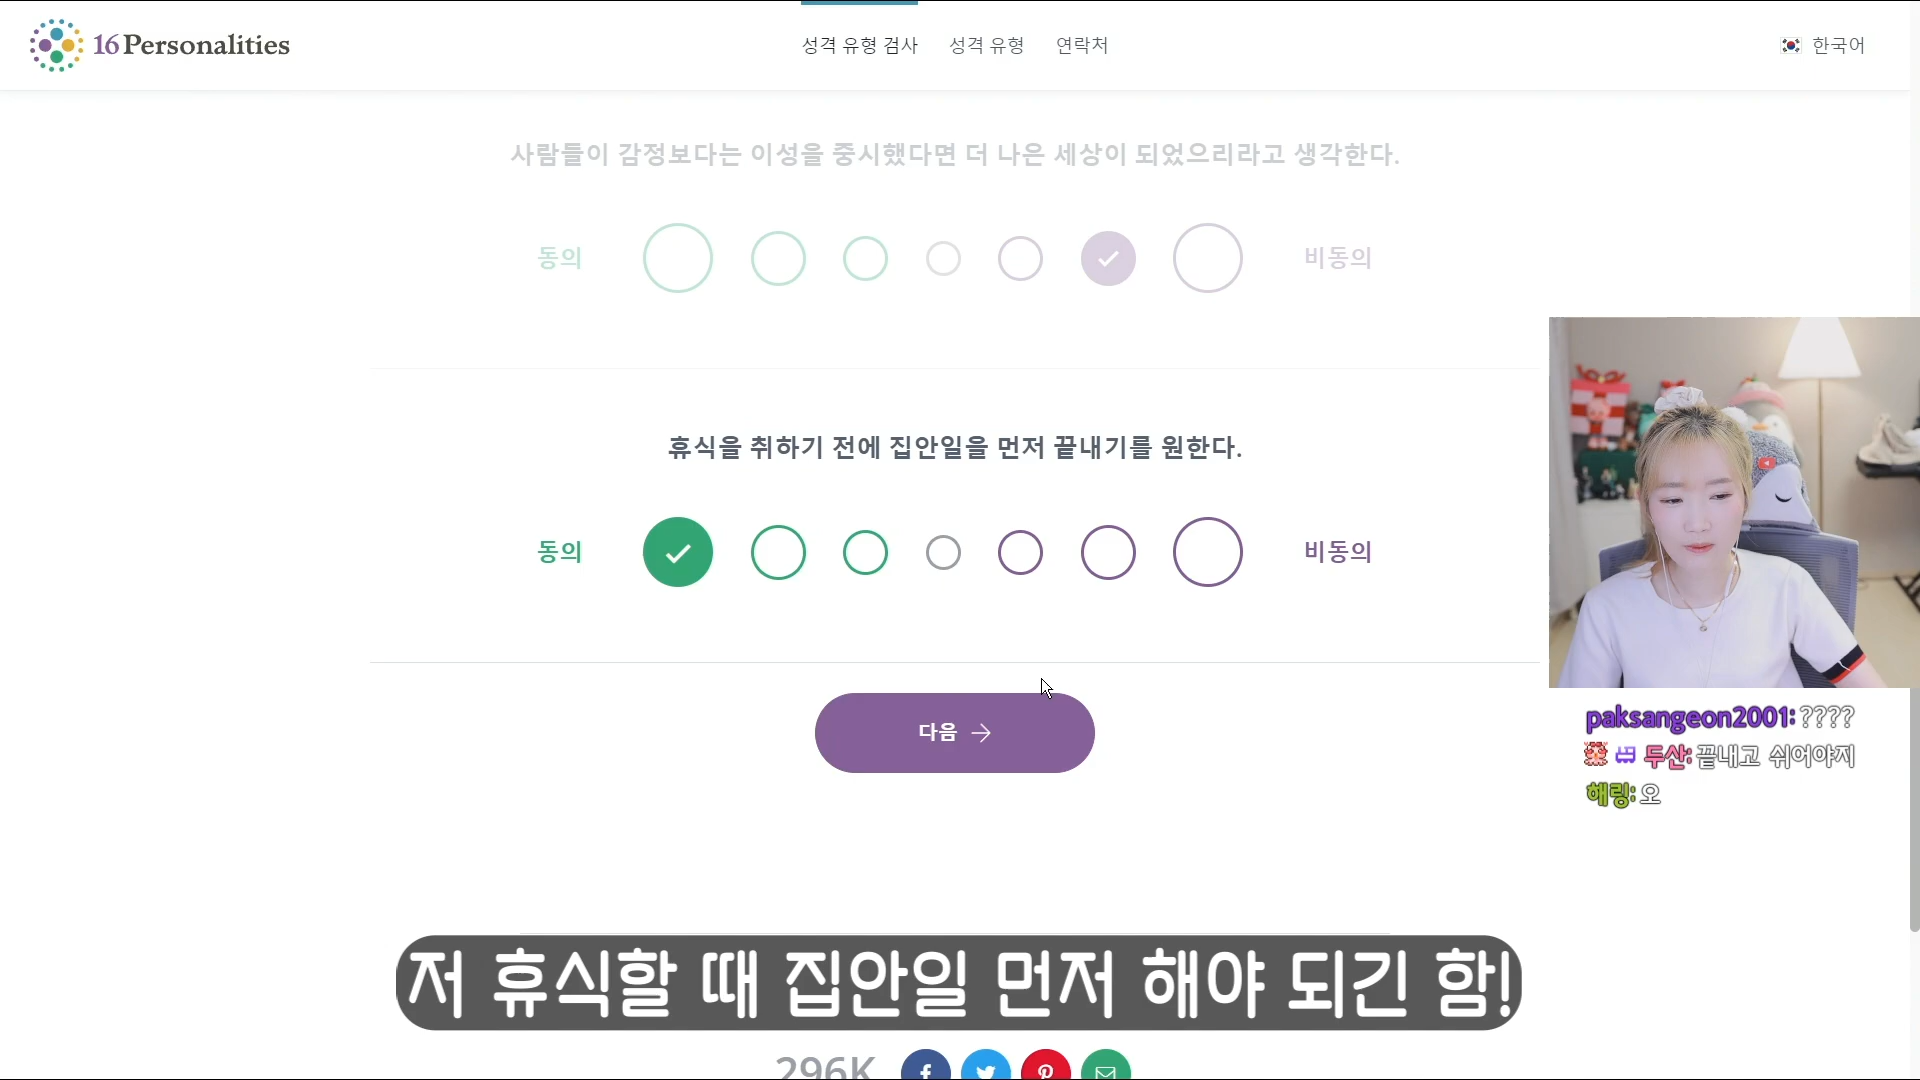 16Personalities
성격 유형 검사
성격 유형
연락처
한국어
사람들이 감정보다는 이성을 중시했다면 더 나은 세상이 되었으리라고 생각한다.
동의
비동의
휴식을 취하기 전에 집안일을 먼저 끝내기를 원한다.
동의
비동의
다음 →
paksangeon2001: ????
두산: 끝내고 쉬어야지
해링: 오
저 휴식할 때 집안일 먼저 해야 되긴 함!
296K